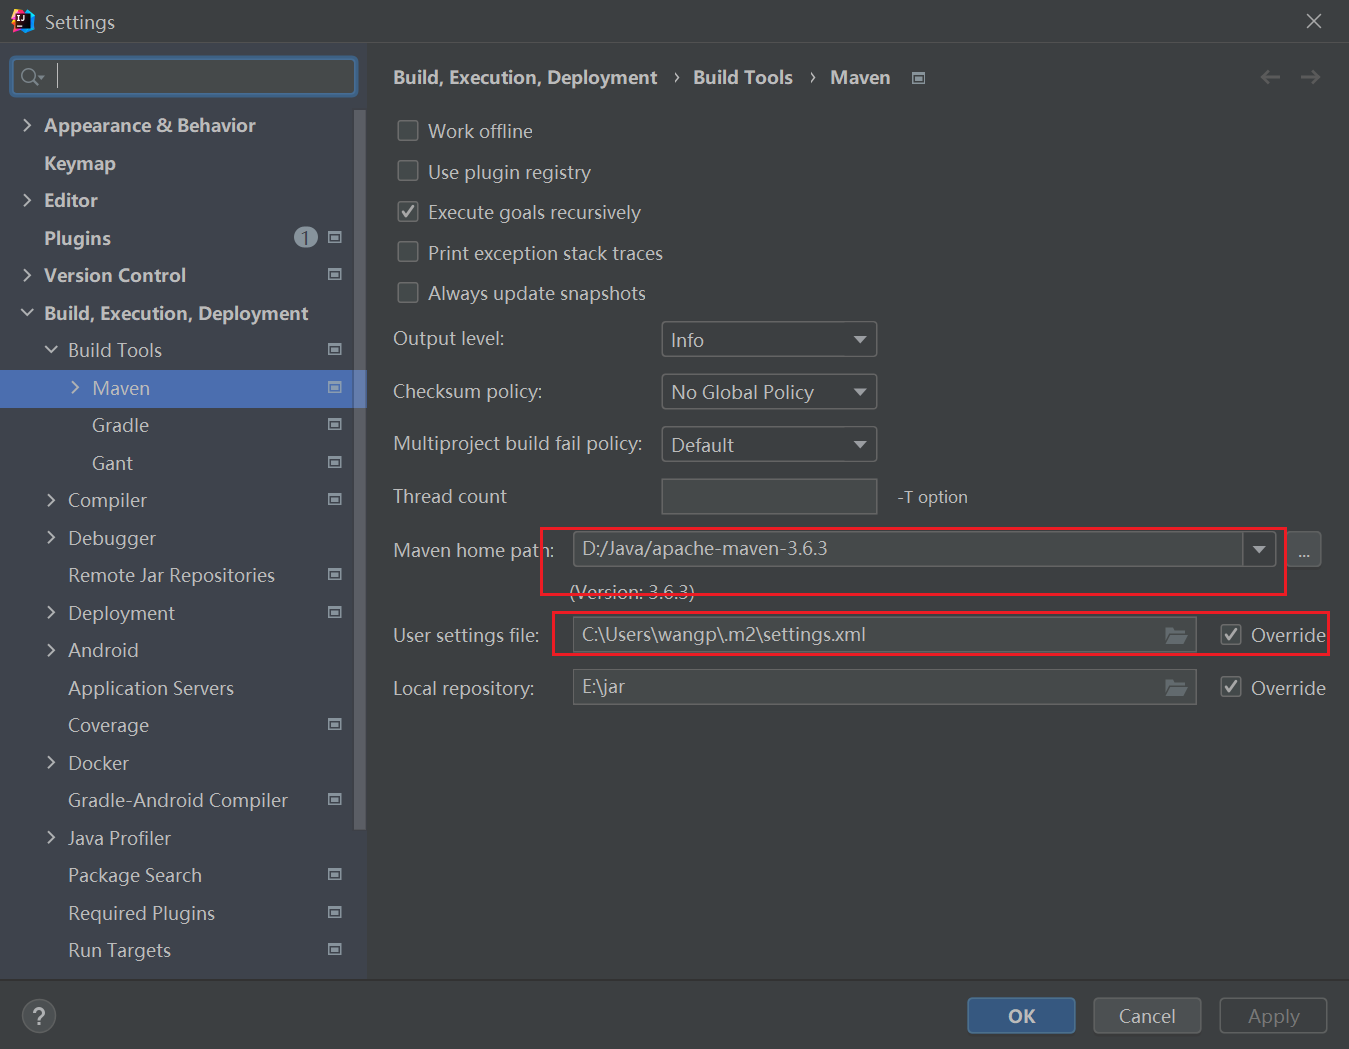 Settings
Build, Execution, Deployment › Build Tools › Maven
Appearance & Behavior
Keymap
Editor
Plugins 1
Version Control
Build, Execution, Deployment
Build Tools
Maven
Gradle
Gant
Compiler
Debugger
Remote Jar Repositories
Deployment
Android
Application Servers
Coverage
Docker
Gradle-Android Compiler
Java Profiler
Package Search
Required Plugins
Run Targets
Work offline
Use plugin registry
Execute goals recursively
Print exception stack traces
Always update snapshots
Output level: Info
Checksum policy: No Global Policy
Multiproject build fail policy: Default
Thread count -T option
Maven home path: D:/Java/apache-maven-3.6.3 ...
(Version: 3.6.3)
User settings file: C:\Users\wangp\.m2\settings.xml Override
Local repository: E:\jar Override
? OK Cancel Apply